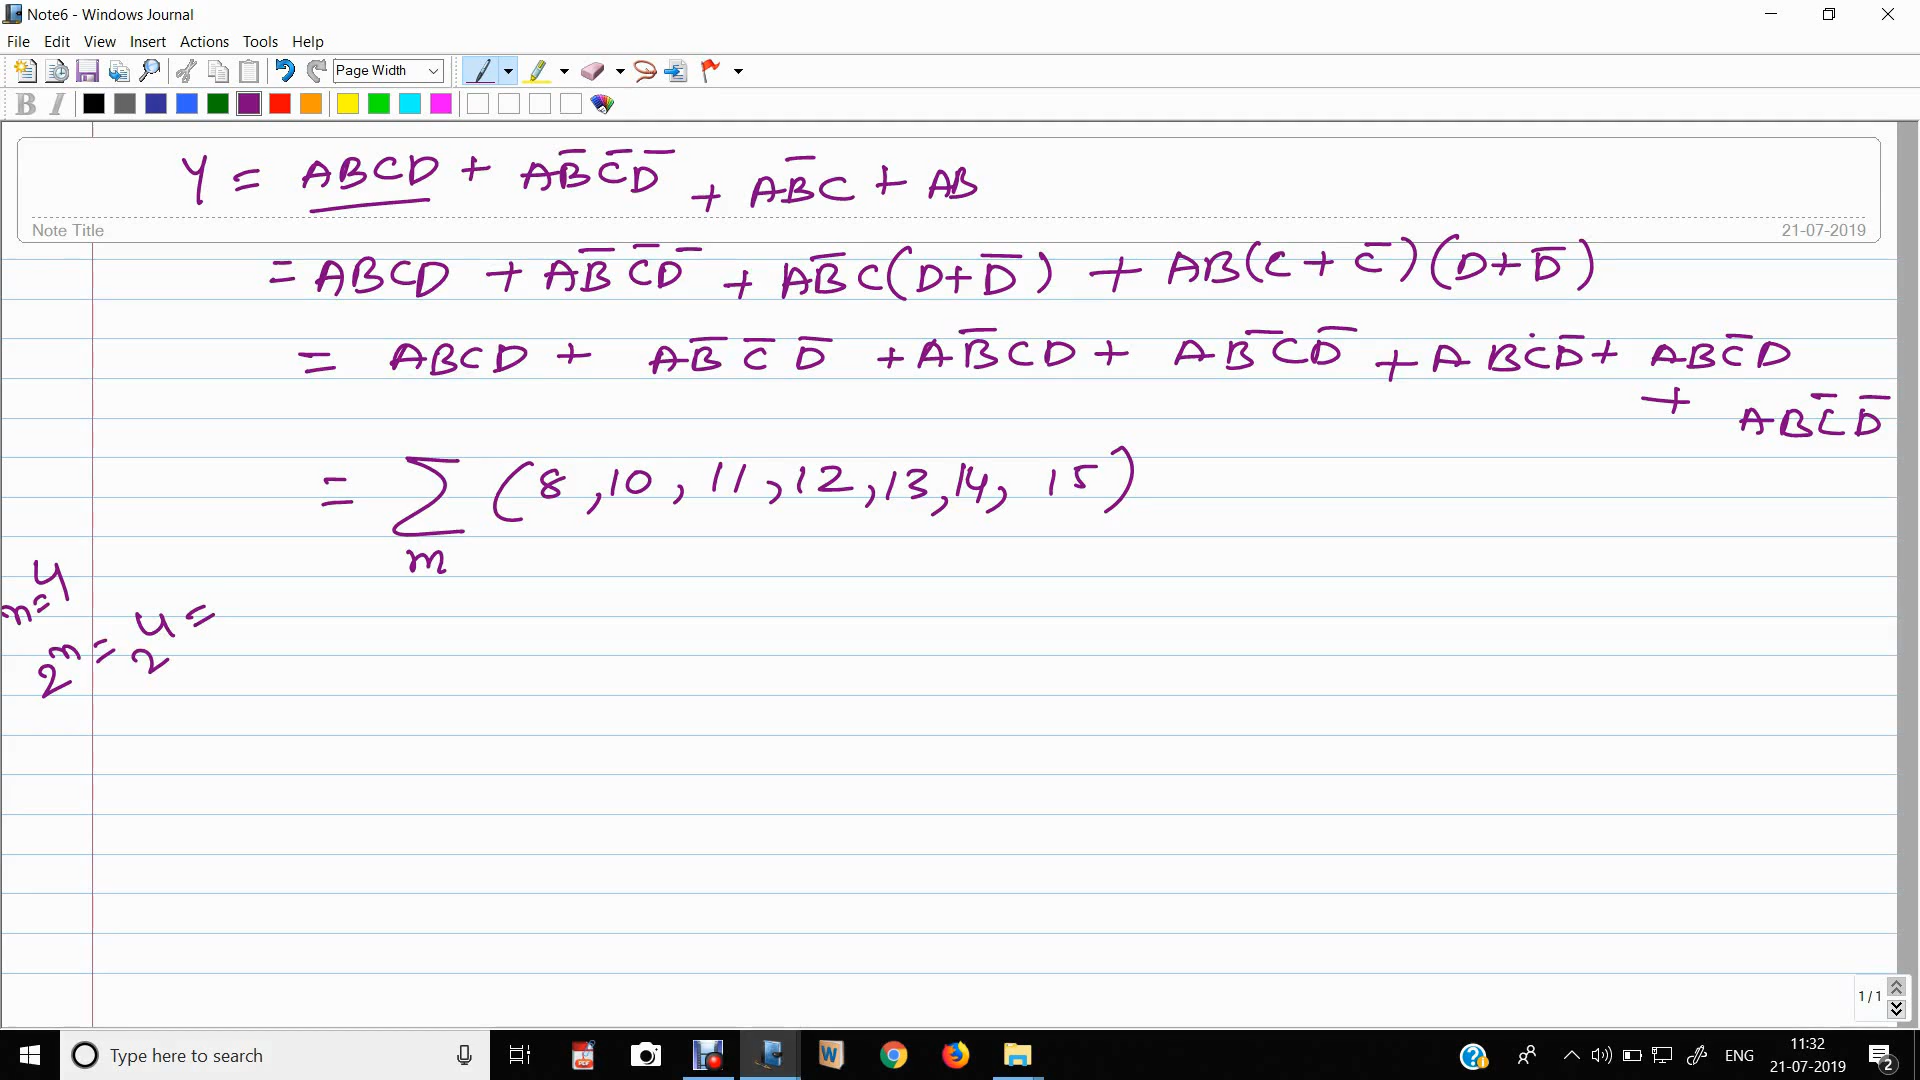 Note6 - Windows Journal
File Edit View Insert Actions Tools Help
Page Width
B I
Y = ABCD + AB̅C̅D̅ + AB̅C + AB
Note Title
21-07-2019
= ABCD + AB̅C̅D̅ + AB̅C(D+D̅) + AB(C+C̅)(D+D̅)
= ABCD + AB̅C̅D̅ + AB̅CD + AB̅CD̅ + ABCD̅ + ABC̅D
+ ABC̅D̅
= ∑ (8, 10, 11, 12, 13, 14, 15)
m
n=4
2ⁿ = 2⁴ =
1 / 1
Type here to search
ENG
11:32
21-07-2019
2